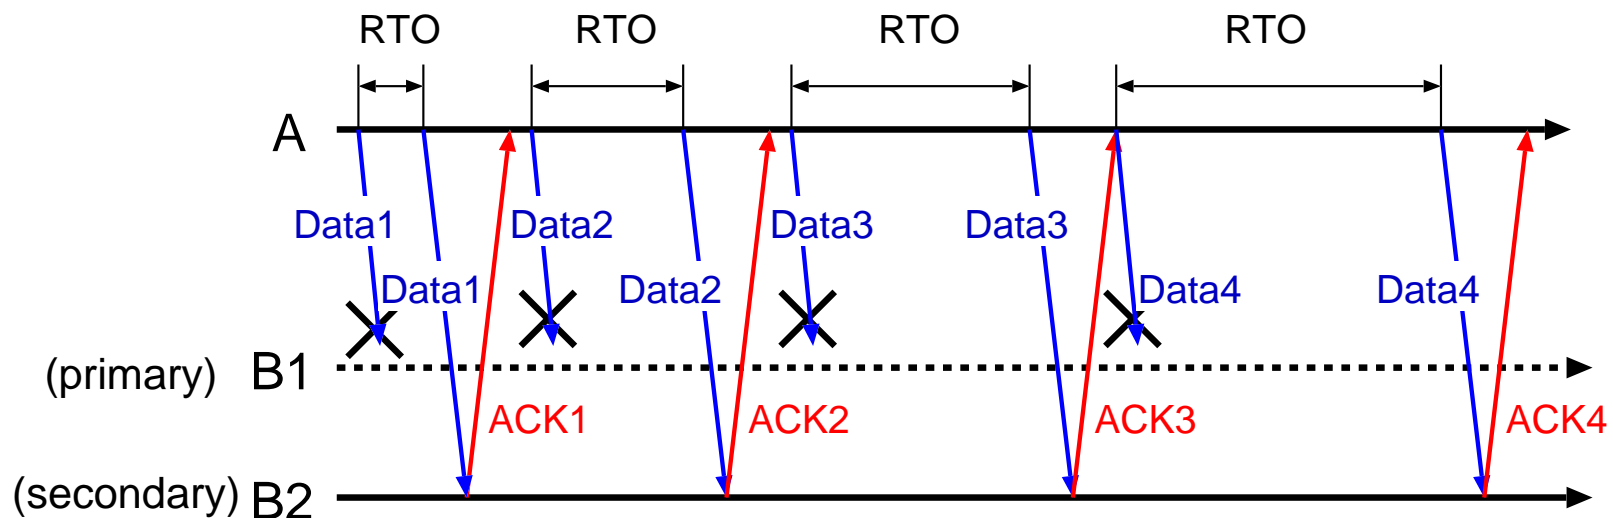 RTO RTO RTO RTO
A
Data1 Data2 Data3 Data3
Data1 Data2 Data4 Data4
(primary) B1
ACK1 ACK2 ACK3 ACK4
(secondary) B2